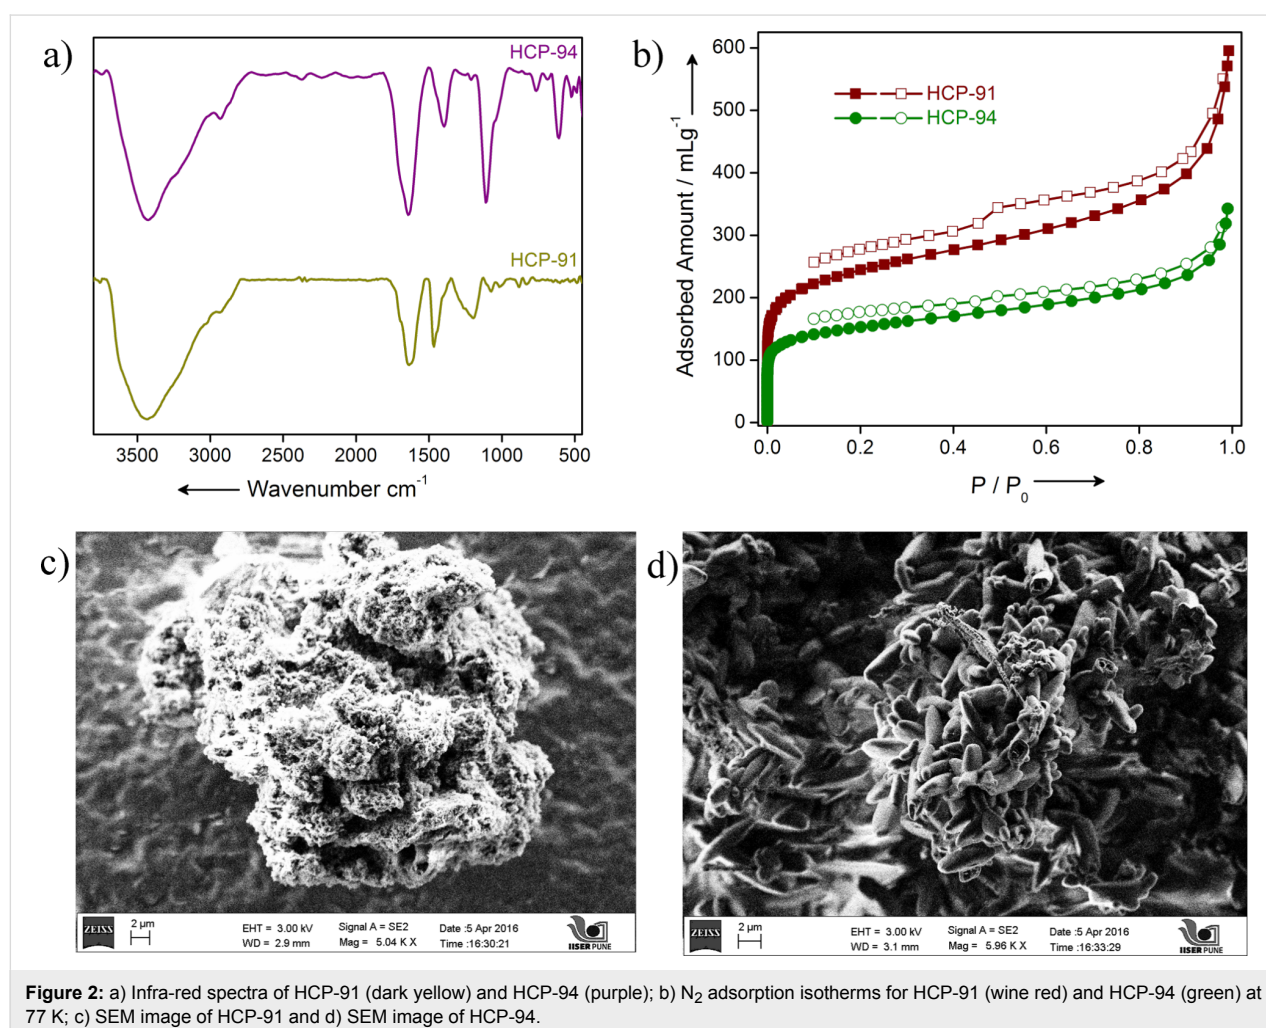 a)
HCP-94
HCP-91
3500 3000 2500 2000 1500 1000 500
Wavenumber cm-1
b)
600
500
400
300
200
100
0
Adsorbed Amount / mLg-1
HCP-91
HCP-94
0.0 0.2 0.4 0.6 0.8 1.0
P / P0
c)
ZEISS
2 µm
EHT = 3.00 kV Signal A = SE2 Date :5 Apr 2016
WD = 2.9 mm Mag = 5.04 K X Time :16:30:21
IISER PUNE
d)
ZEISS
2 µm
EHT = 3.00 kV Signal A = SE2 Date :5 Apr 2016
WD = 3.1 mm Mag = 5.96 K X Time :16:33:29
IISER PUNE
Figure 2: a) Infra-red spectra of HCP-91 (dark yellow) and HCP-94 (purple); b) N2 adsorption isotherms for HCP-91 (wine red) and HCP-94 (green) at
77 K; c) SEM image of HCP-91 and d) SEM image of HCP-94.